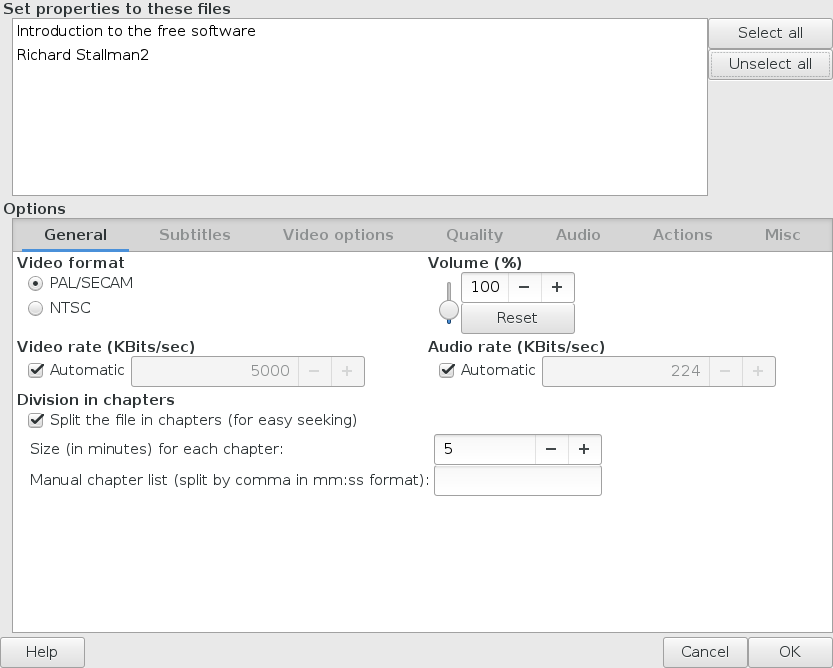 Set properties to these files
Introduction to the free software
Richard Stallman2
Select all
Unselect all
Options
General Subtitles Video options Quality Audio Actions Misc
Video format
PAL/SECAM
NTSC
Volume (%)
100 − +
Reset
Video rate (KBits/sec)
Automatic 5000 − +
Audio rate (KBits/sec)
Automatic 224 − +
Division in chapters
Split the file in chapters (for easy seeking)
Size (in minutes) for each chapter: 5 − +
Manual chapter list (split by comma in mm:ss format):
Help Cancel OK